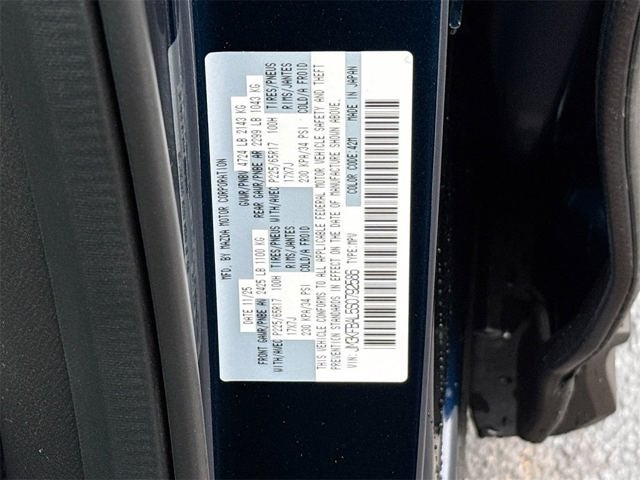 MFD. BY MAZDA MOTOR CORPORATION
DATE 11/25 GVWR/PNBV 4724 LB 2143 KG
FRONT GAWR/PNBE AV 2425 LB 1100 KG REAR GAWR/PNBE AR 2299 LB 1043 KG
WITH/AVEC P225/65R17 100H TIRES/PNEUS WITH/AVEC P225/65R17 100H TIRES/PNEUS
17X7J RIMS/JANTES 17X7J RIMS/JANTES
230 KPA/34 PSI COLD/A FROID 230 KPA/34 PSI COLD/A FROID
THIS VEHICLE CONFORMS TO ALL APPLICABLE FEDERAL MOTOR VEHICLE SAFETY AND THEFT
PREVENTION STANDARDS IN EFFECT ON THE DATE OF MANUFACTURE SHOWN ABOVE.
VIN: JM3KFBAL5S0792686 TYPE: MPV
COLOR CODE: 42M MADE IN JAPAN